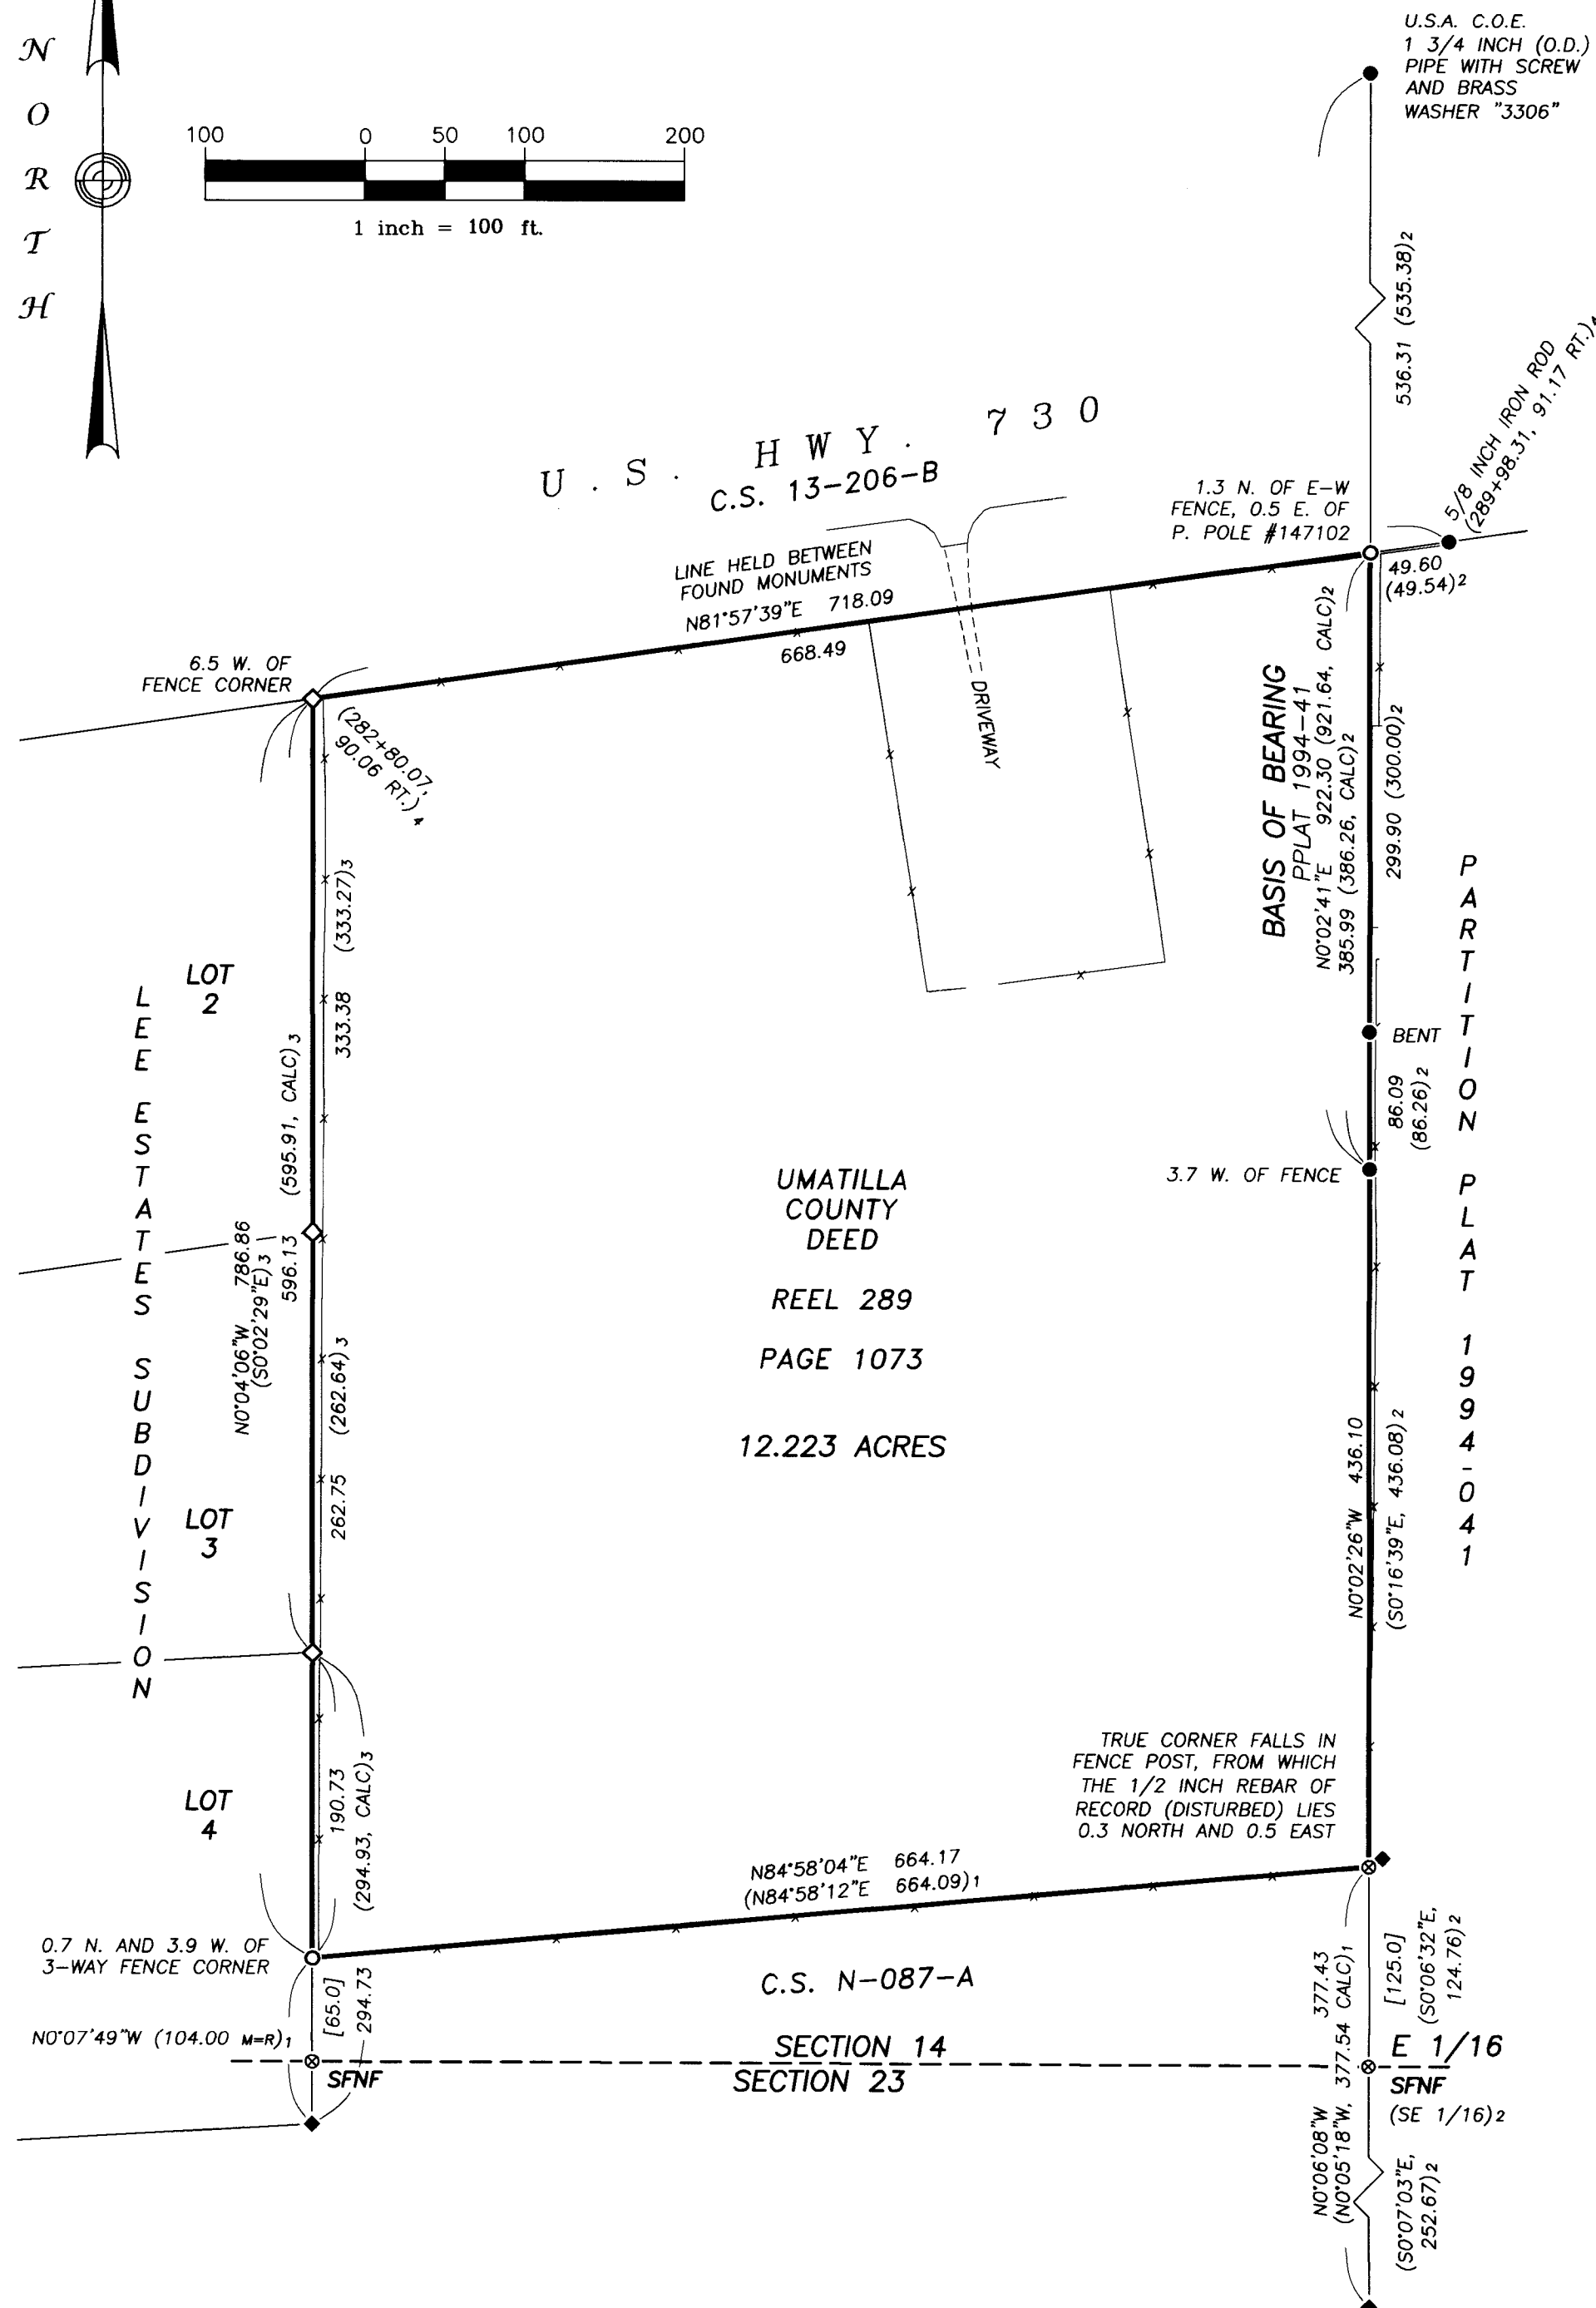 NORTH
100 0 50 100 200
1 inch = 100 ft.
U.S.A. C.O.E.
1 3/4 INCH (O.D.)
PIPE WITH SCREW
AND BRASS
WASHER "3306"
536.31 (535.38)2
5/8 INCH IRON ROD
(289+98.31, 91.17 RT.)4
U.S. HWY. 730
C.S. 13-206-B
1.3 N. OF E-W
FENCE, 0.5 E. OF
P. POLE #147102
49.60
(49.54)2
LINE HELD BETWEEN
FOUND MONUMENTS
N81°57'39"E 718.09
668.49
DRIVEWAY
6.5 W. OF
FENCE CORNER
(282+80.07,
90.06 RT.)4
BASIS OF BEARING
PPLAT 1994-41
N0°02'41"E 922.30 (921.64, CALC)2
385.99 (386.26, CALC)2
299.90 (300.00)2
PARTITION PLAT 1994-041
LEE ESTATES SUBDIVISION
LOT
2
333.38 (333.27)3
(595.91, CALC)3
596.13
N0°04'06"W 786.86
(S0°02'29"E)3
BENT
86.09
(86.26)2
3.7 W. OF FENCE
UMATILLA
COUNTY
DEED
REEL 289
PAGE 1073
12.223 ACRES
262.75 (262.64)3
LOT
3
N0°02'26"W 436.10
(S0°16'39"E, 436.08)2
TRUE CORNER FALLS IN
FENCE POST, FROM WHICH
THE 1/2 INCH REBAR OF
RECORD (DISTURBED) LIES
0.3 NORTH AND 0.5 EAST
LOT
4
190.73
(294.93, CALC)3
N84°58'04"E 664.17
(N84°58'12"E 664.09)1
0.7 N. AND 3.9 W. OF
3-WAY FENCE CORNER
[65.0]
294.73
C.S. N-087-A
N0°07'49"W (104.00 M=R)1
SFNF
SECTION 14
SECTION 23
[125.0]
(S0°06'32"E,
124.76)2
E 1/16
SFNF
(SE 1/16)2
N0°06'08"W 377.43
(N0°05'18"W, 377.54 CALC)1
(S0°07'03"E,
252.67)2